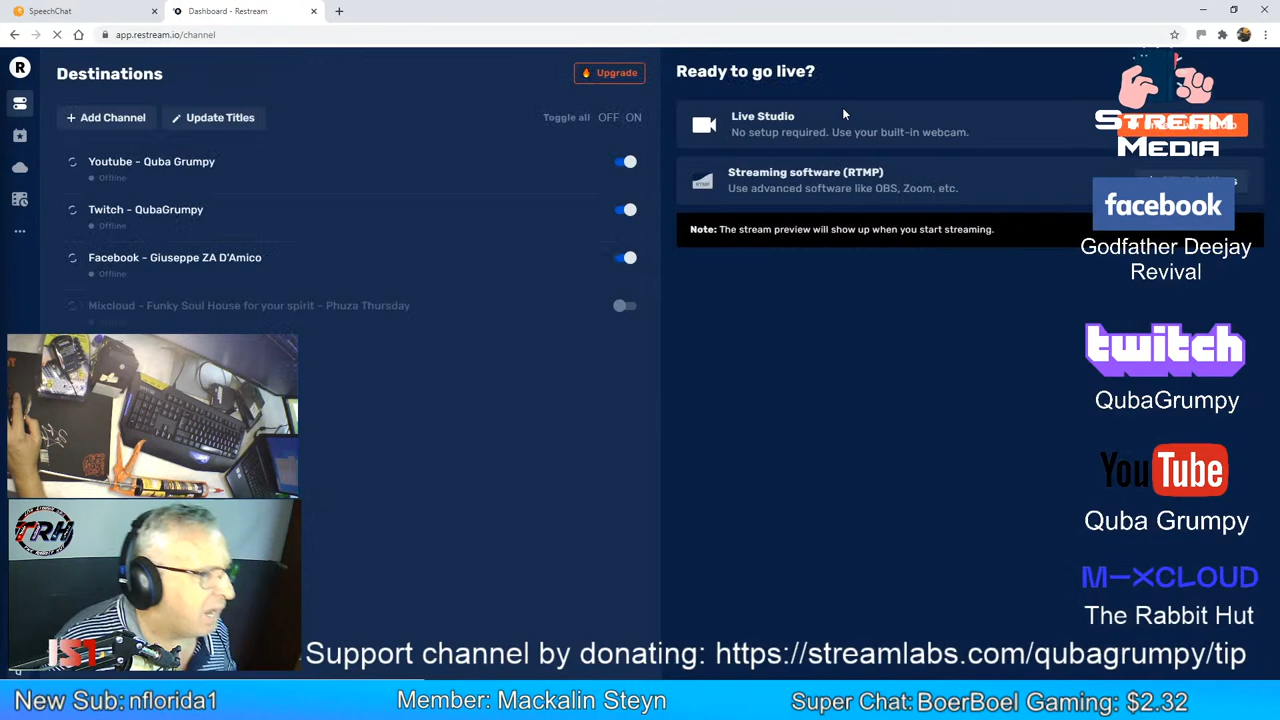 SpeechChat
Dashboard - Restream
app.restream.io/channel
R
Destinations
Upgrade
Add Channel
Update Titles
Toggle all OFF ON
Youtube - Quba Grumpy
Offline
Twitch - QubaGrumpy
Offline
Facebook - Giuseppe ZA D'Amico
Offline
Mixcloud - Funky Soul House for your spirit - Phuza Thursday
Ready to go live?
Live Studio
No setup required. Use your built-in webcam.
Streaming software (RTMP)
Use advanced software like OBS, Zoom, etc.
RTMP
Note: The stream preview will show up when you start streaming.
STREAM
MEDIA
facebook
Godfather Deejay
Revival
twitch
QubaGrumpy
YouTube
Quba Grumpy
M-XCLOUD
The Rabbit Hut
TRH
IST
Support channel by donating: https://streamlabs.com/qubagrumpy/tip
New Sub: nflorida1
Member: Mackalin Steyn
Super Chat: BoerBoel Gaming: $2.32